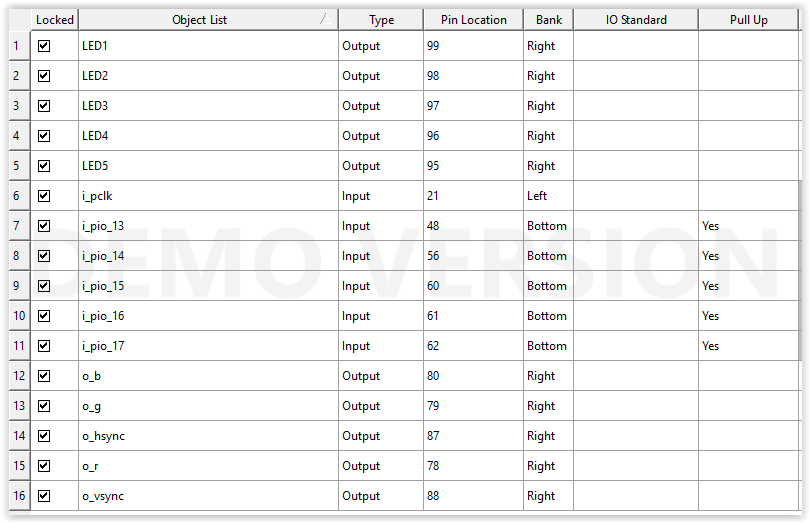 Locked Object List Type Pin Location Bank IO Standard Pull Up
1 LED1 Output 99 Right
2 LED2 Output 98 Right
3 LED3 Output 97 Right
4 LED4 Output 96 Right
5 LED5 Output 95 Right
6 i_pclk Input 21 Left
7 i_pio_13 Input 48 Bottom Yes
8 i_pio_14 Input 56 Bottom Yes
9 i_pio_15 Input 60 Bottom Yes
10 i_pio_16 Input 61 Bottom Yes
11 i_pio_17 Input 62 Bottom Yes
12 o_b Output 80 Right
13 o_g Output 79 Right
14 o_hsync Output 87 Right
15 o_r Output 78 Right
16 o_vsync Output 88 Right
DEMO VERSION